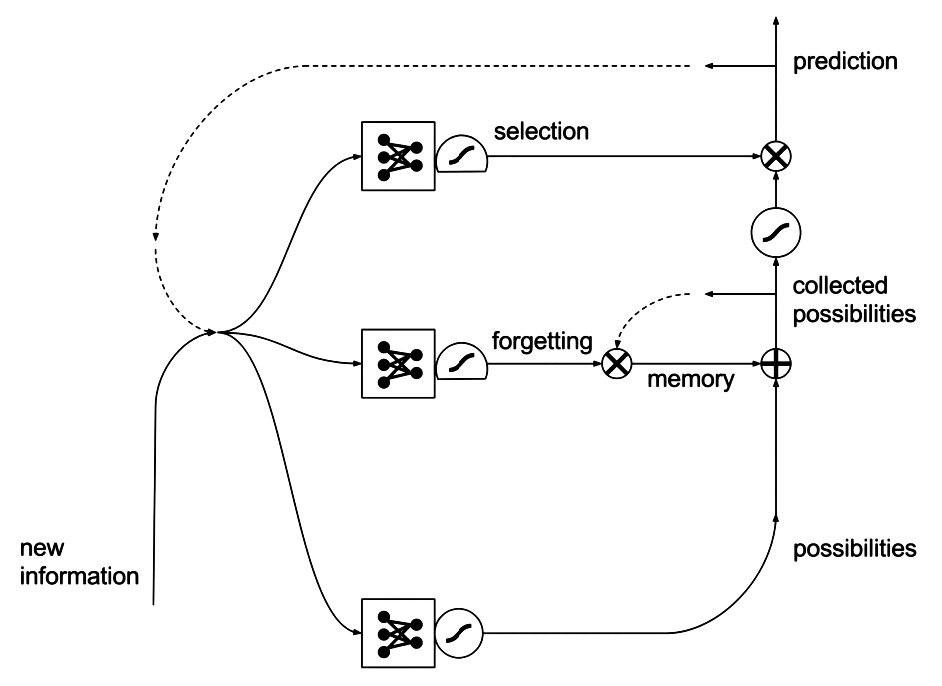 prediction
selection
collected
possibilities
forgetting
memory
new
information
possibilities